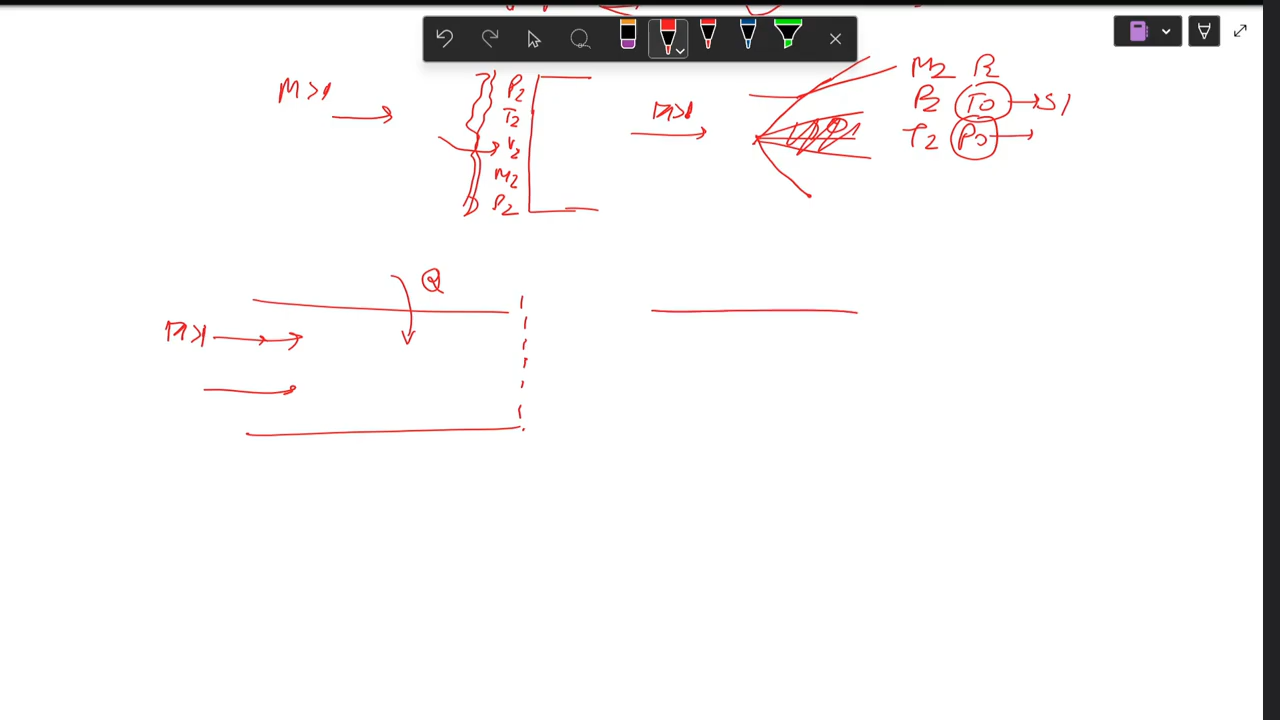 M>1
P2
T2
V2
M2
P2
M>1
M2 P2
P2 T0 → S1
T2 P0 →
Q
M>1